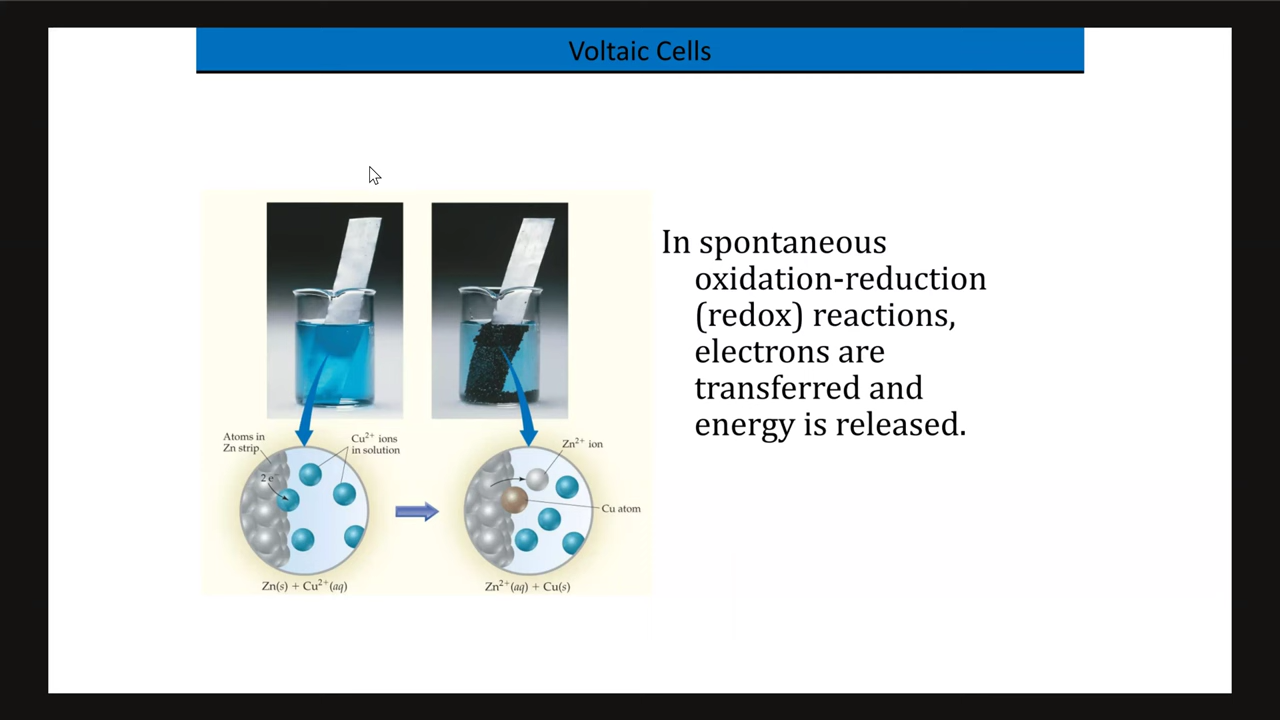 Voltaic Cells
In spontaneous
oxidation-reduction
(redox) reactions,
electrons are
transferred and
energy is released.
Atoms in
Zn strip
Cu²⁺ ions
in solution
2 e⁻
Zn(s) + Cu²⁺(aq)
Zn²⁺ ion
Cu atom
Zn²⁺(aq) + Cu(s)